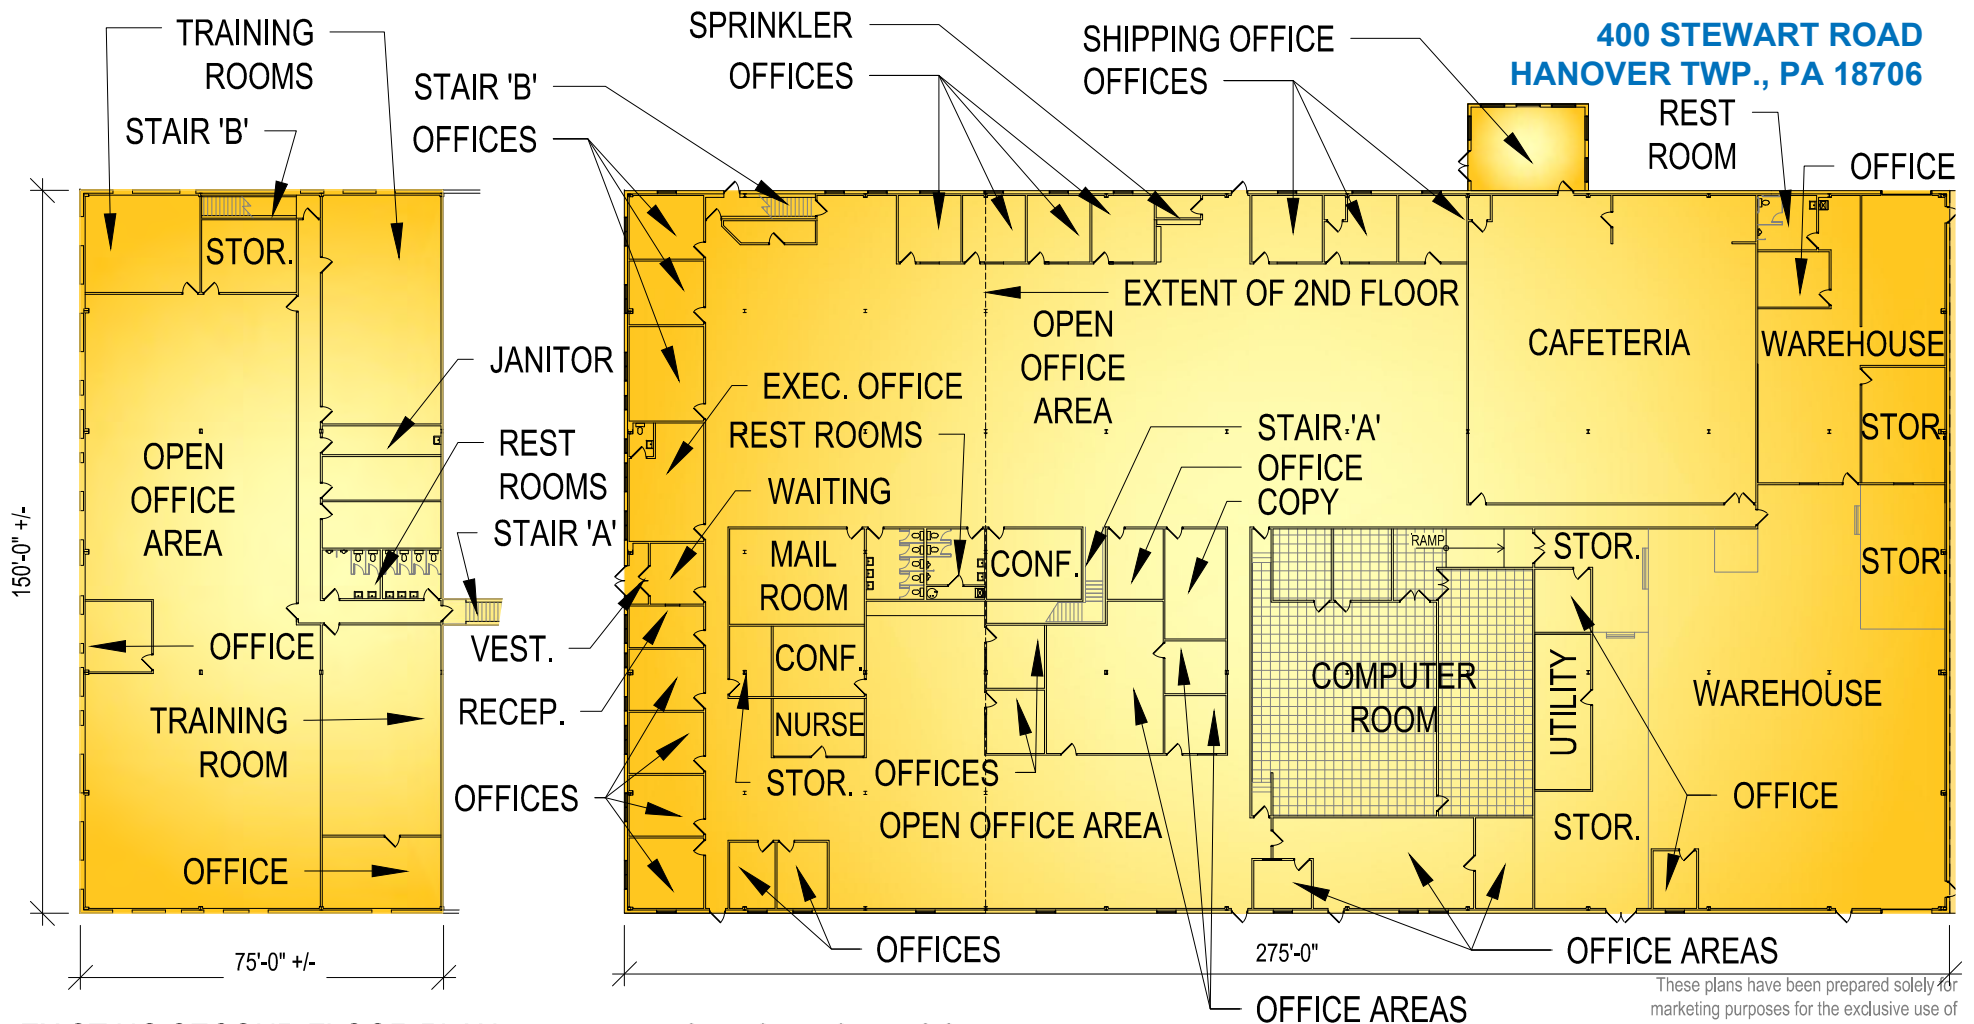 400 STEWART ROAD
HANOVER TWP., PA 18706
TRAINING
ROOMS
STAIR 'B'
STOR.
JANITOR
REST
ROOMS
STAIR 'A'
OPEN
OFFICE
AREA
OFFICE
TRAINING
ROOM
OFFICE
150'-0" +/-
75'-0" +/-
STAIR 'B'
OFFICES
SPRINKLER
OFFICES
SHIPPING OFFICE
OFFICES
REST
ROOM
OFFICE
EXTENT OF 2ND FLOOR
OPEN
OFFICE
AREA
CAFETERIA
WAREHOUSE
STOR.
EXEC. OFFICE
REST ROOMS
WAITING
STAIR 'A'
OFFICE
COPY
MAIL
ROOM
CONF.
RAMP
STOR.
STOR.
VEST.
RECEP.
CONF.
NURSE
STOR.
OFFICES
COMPUTER
ROOM
UTILITY
WAREHOUSE
OFFICES
OPEN OFFICE AREA
STOR.
OFFICE
OFFICES
275'-0"
OFFICE AREAS
OFFICE AREAS
These plans have been prepared solely for
marketing purposes for the exclusive use of